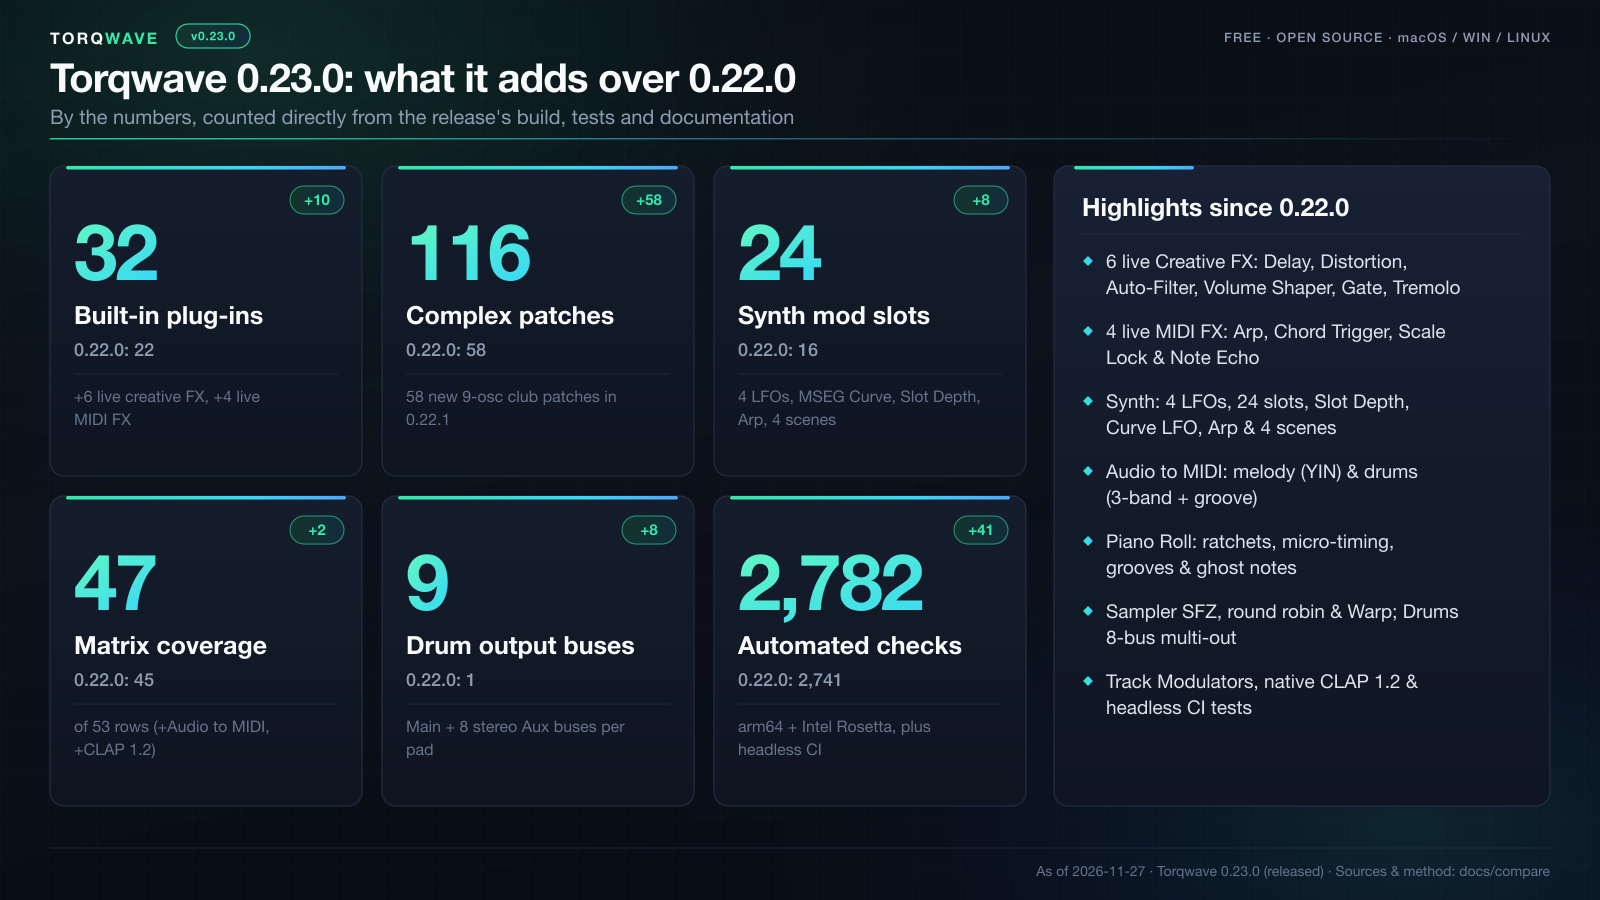 TORQWAVE
v0.23.0
FREE · OPEN SOURCE · macOS / WIN / LINUX
Torqwave 0.23.0: what it adds over 0.22.0
By the numbers, counted directly from the release's build, tests and documentation
+10
32
Built-in plug-ins
0.22.0: 22
+6 live creative FX, +4 live
MIDI FX
+58
116
Complex patches
0.22.0: 58
58 new 9-osc club patches in
0.22.1
+8
24
Synth mod slots
0.22.0: 16
4 LFOs, MSEG Curve, Slot Depth,
Arp, 4 scenes
+2
47
Matrix coverage
0.22.0: 45
of 53 rows (+Audio to MIDI,
+CLAP 1.2)
+8
9
Drum output buses
0.22.0: 1
Main + 8 stereo Aux buses per
pad
+41
2,782
Automated checks
0.22.0: 2,741
arm64 + Intel Rosetta, plus
headless CI
Highlights since 0.22.0
6 live Creative FX: Delay, Distortion,
Auto-Filter, Volume Shaper, Gate, Tremolo
4 live MIDI FX: Arp, Chord Trigger, Scale
Lock & Note Echo
Synth: 4 LFOs, 24 slots, Slot Depth,
Curve LFO, Arp & 4 scenes
Audio to MIDI: melody (YIN) & drums
(3-band + groove)
Piano Roll: ratchets, micro-timing,
grooves & ghost notes
Sampler SFZ, round robin & Warp; Drums
8-bus multi-out
Track Modulators, native CLAP 1.2 &
headless CI tests
As of 2026-11-27 · Torqwave 0.23.0 (released) · Sources & method: docs/compare